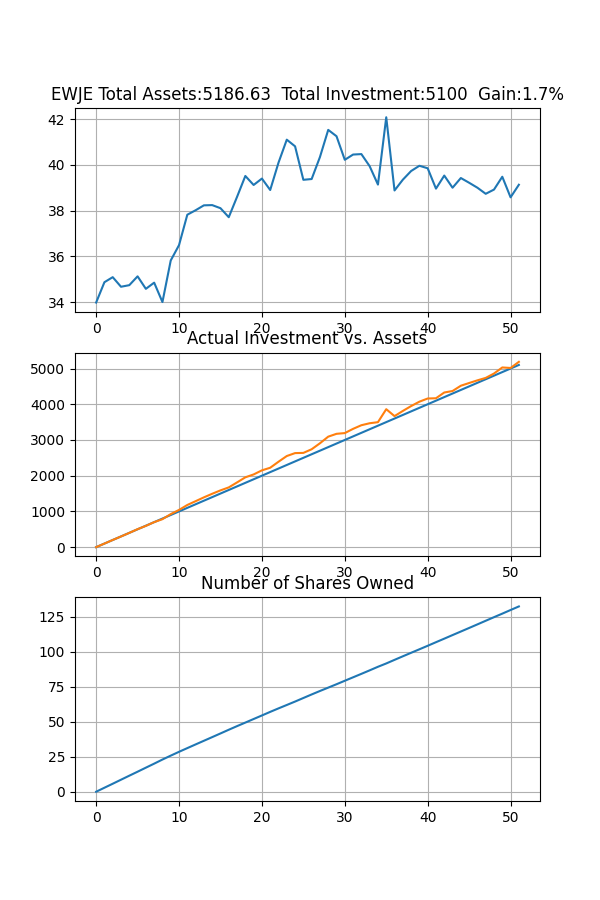 EWJE Total Assets:5186.63  Total Investment:5100  Gain:1.7%
42
40
38
36
34
0 10 20 30 40 50
Actual Investment vs. Assets
5000
4000
3000
2000
1000
0
0 10 20 30 40 50
Number of Shares Owned
125
100
75
50
25
0
0 10 20 30 40 50